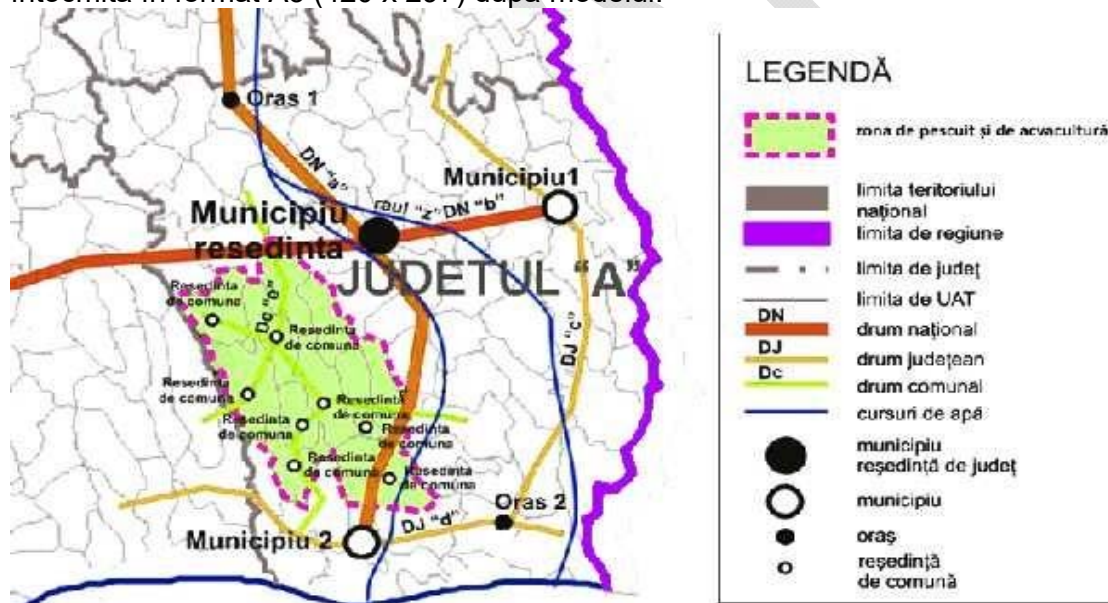 întocmită în format A3 (420 x 297) după modelul:
Oras 1
DN "a"
Municipiu1
raul "z" DN "b"
Municipiu
resedinta
JUDETUL "A"
Resedinta
de comuna
Dc "e"
Resedinta
de comuna
DJ "c"
Resedinta
de comuna
Resedinta
de comuna
Resedinta
de comuna
Resedinta
de comuna
Resedinta
de comuna
Resedinta
de comuna
Oras 2
DJ "d"
Municipiu 2
LEGENDĂ
zona de pescuit și de acvacultură
limita teritoriului
național
limita de regiune
limita de județ
limita de UAT
DN
drum național
DJ
drum județean
Dc
drum comunal
cursuri de apă
municipiu
reședință de județ
municipiu
oraș
reședință
de comună